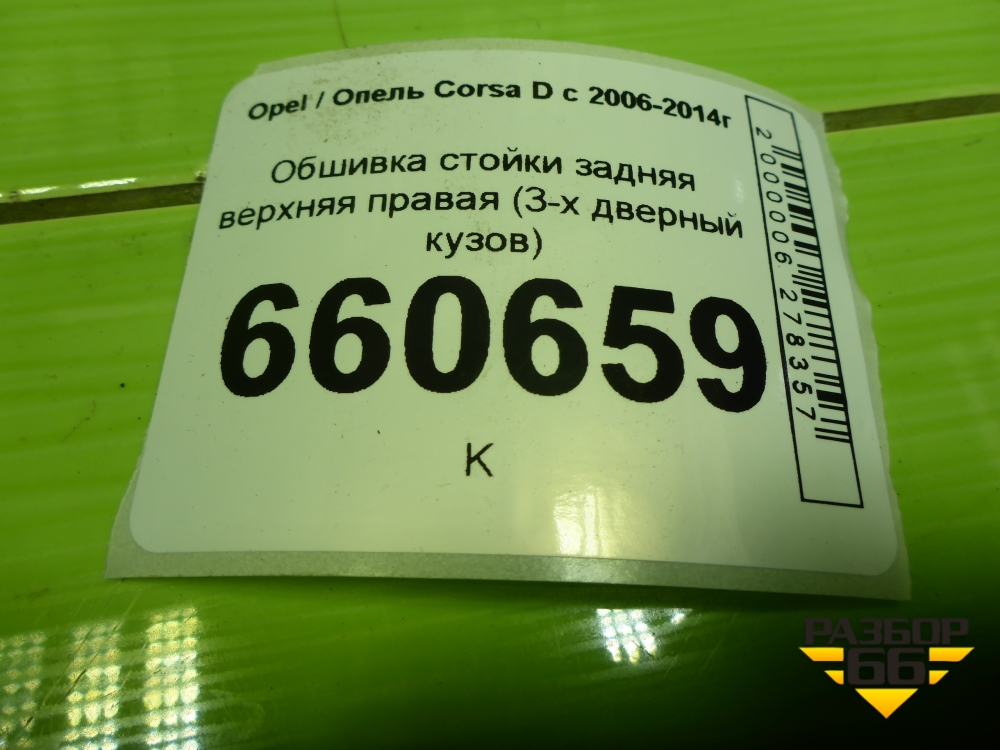 Opel / Опель Corsa D с 2006-2014г
Обшивка стойки задняя
верхняя правая (3-х дверный
кузов)
660659
К
2000006278357
РАЗБОР
66